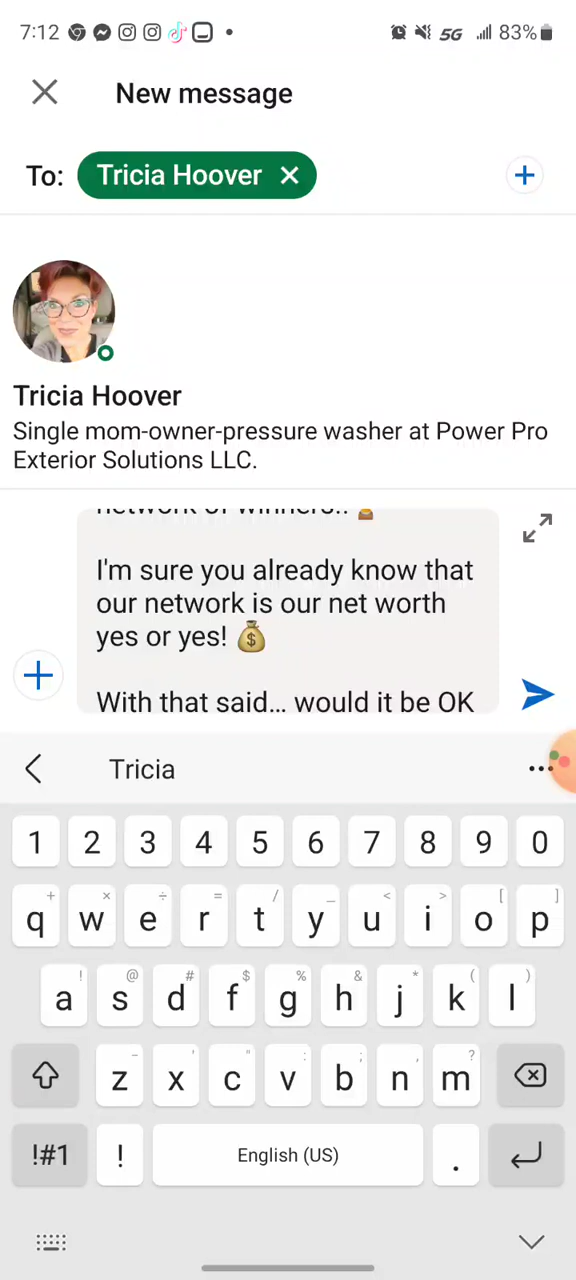 7:12 5G 83%
New message
To: Tricia Hoover
Tricia Hoover
Single mom-owner-pressure washer at Power Pro
Exterior Solutions LLC.
network of winners.. 
I'm sure you already know that
our network is our net worth
yes or yes! 💰
With that said... would it be OK
Tricia
1 2 3 4 5 6 7 8 9 0
+ × ÷ = / _ < > [ ]
q w e r t y u i o p
! @ # $ % & * ( )
a s d f g h j k l
- ' " : ; , ?
z x c v b n m
!#1 ! English (US) .